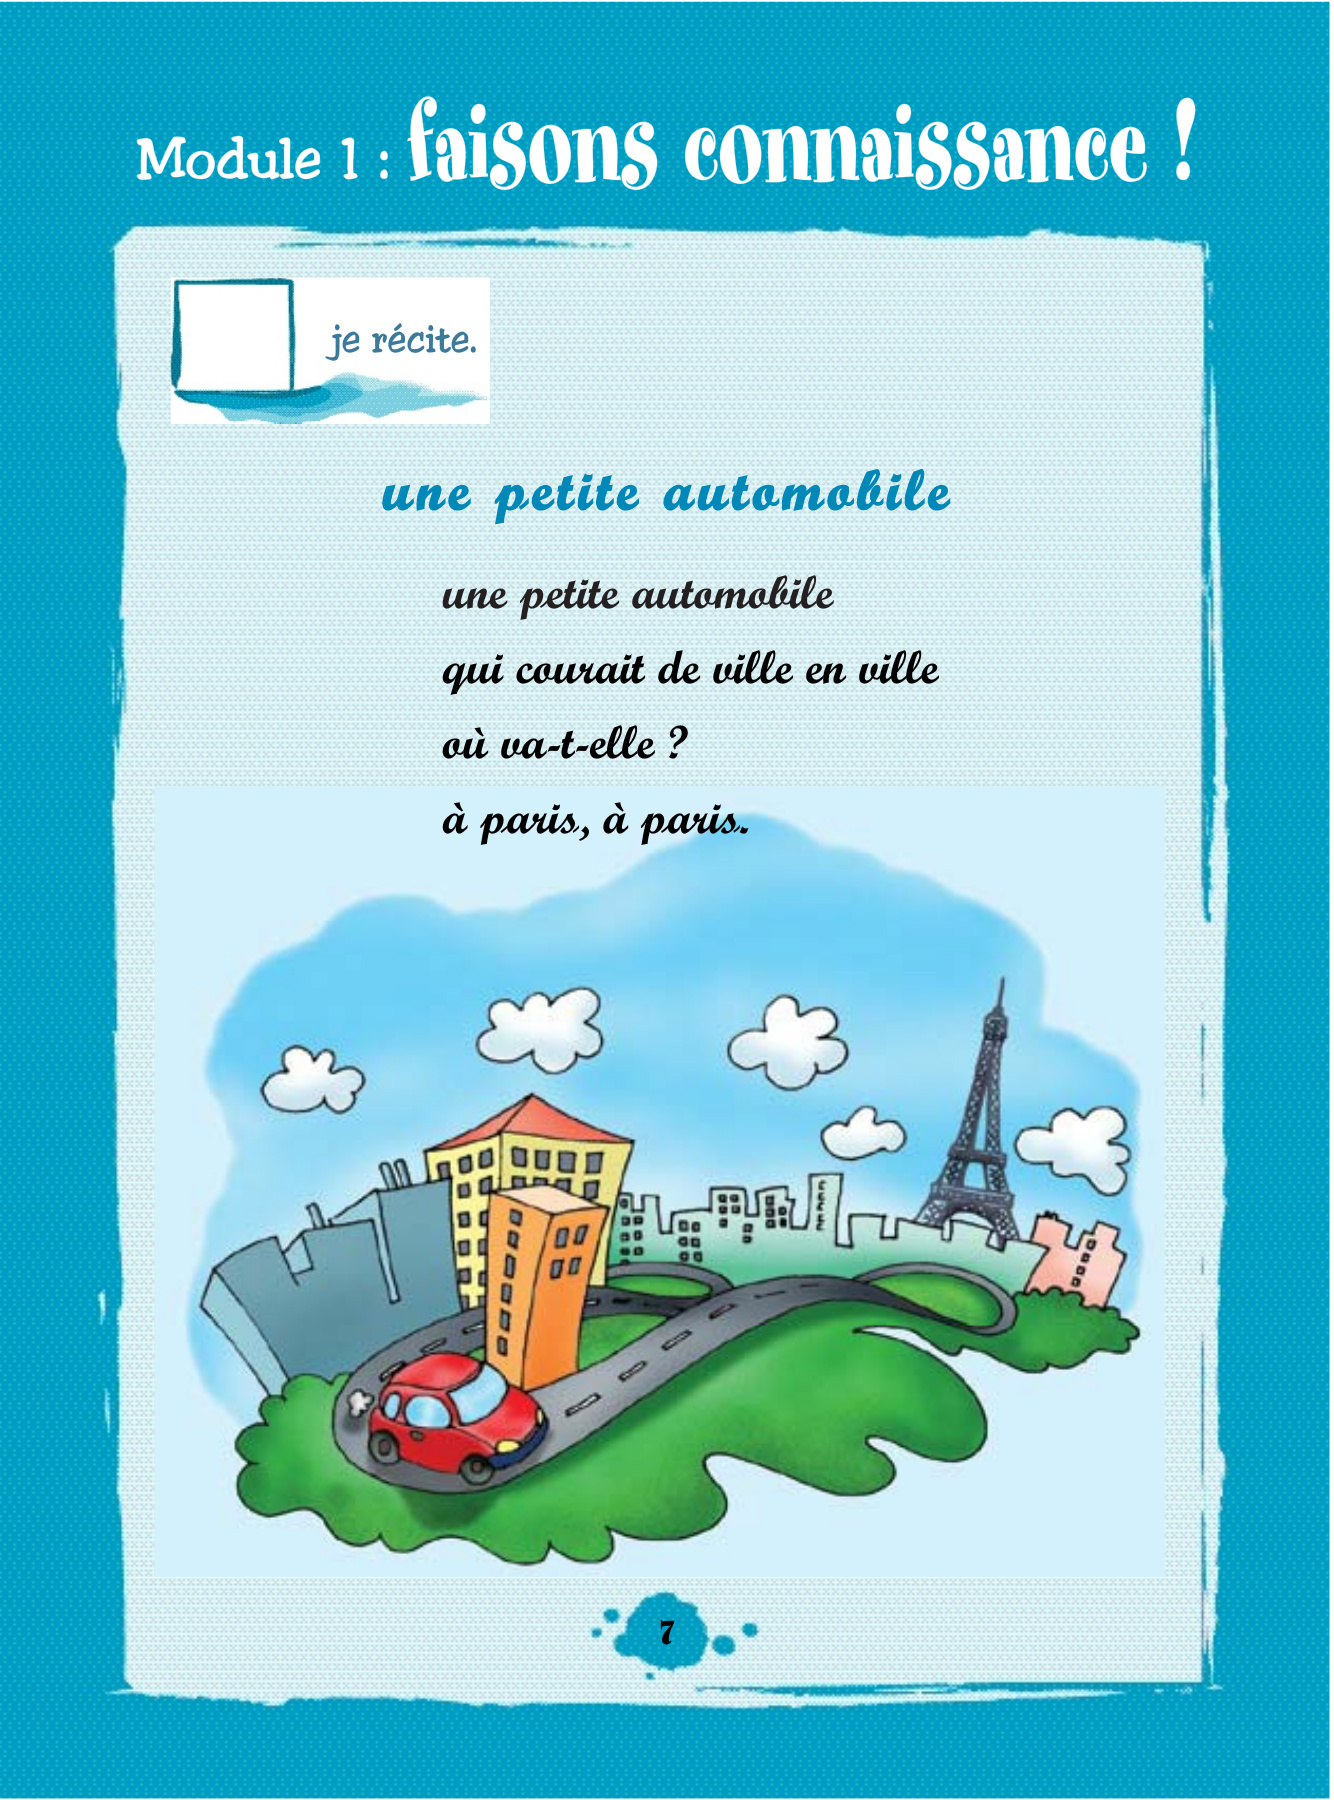 Module 1 : faisons connaissance !
je récite.
une petite automobile
une petite automobile
qui courait de ville en ville
où va-t-elle ?
à paris, à paris.
7